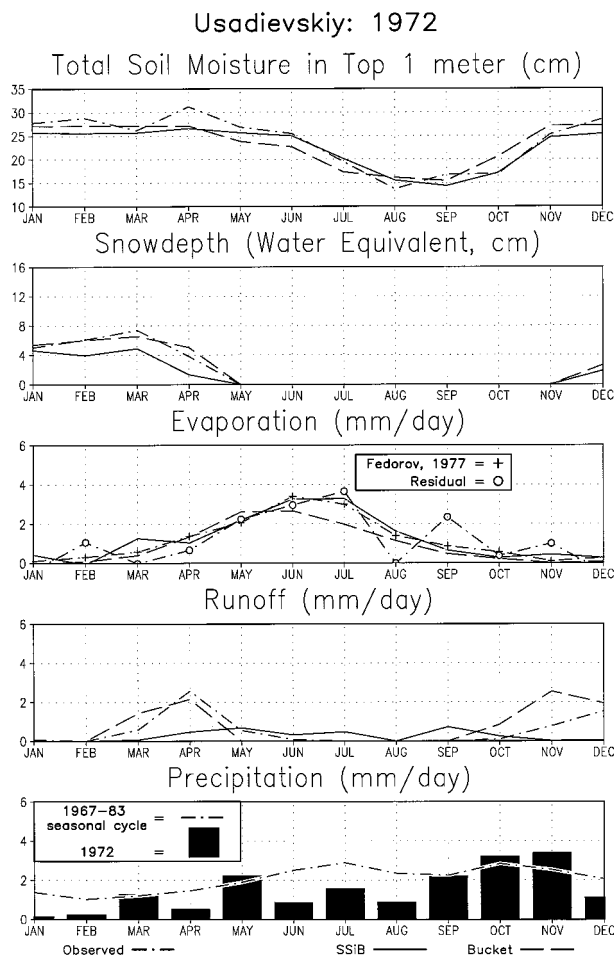 Usadievskiy: 1972
Total Soil Moisture in Top 1 meter (cm)
35
30
25
20
15
10
JAN FEB MAR APR MAY JUN JUL AUG SEP OCT NOV DEC
Snowdepth (Water Equivalent, cm)
16
12
8
4
0
JAN FEB MAR APR MAY JUN JUL AUG SEP OCT NOV DEC
Evaporation (mm/day)
6
4
2
0
Fedorov, 1977 = +
Residual = o
JAN FEB MAR APR MAY JUN JUL AUG SEP OCT NOV DEC
Runoff (mm/day)
6
4
2
0
JAN FEB MAR APR MAY JUN JUL AUG SEP OCT NOV DEC
Precipitation (mm/day)
6
4
2
0
1967-83
seasonal cycle =
1972 =
JAN FEB MAR APR MAY JUN JUL AUG SEP OCT NOV DEC
Observed SSiB Bucket